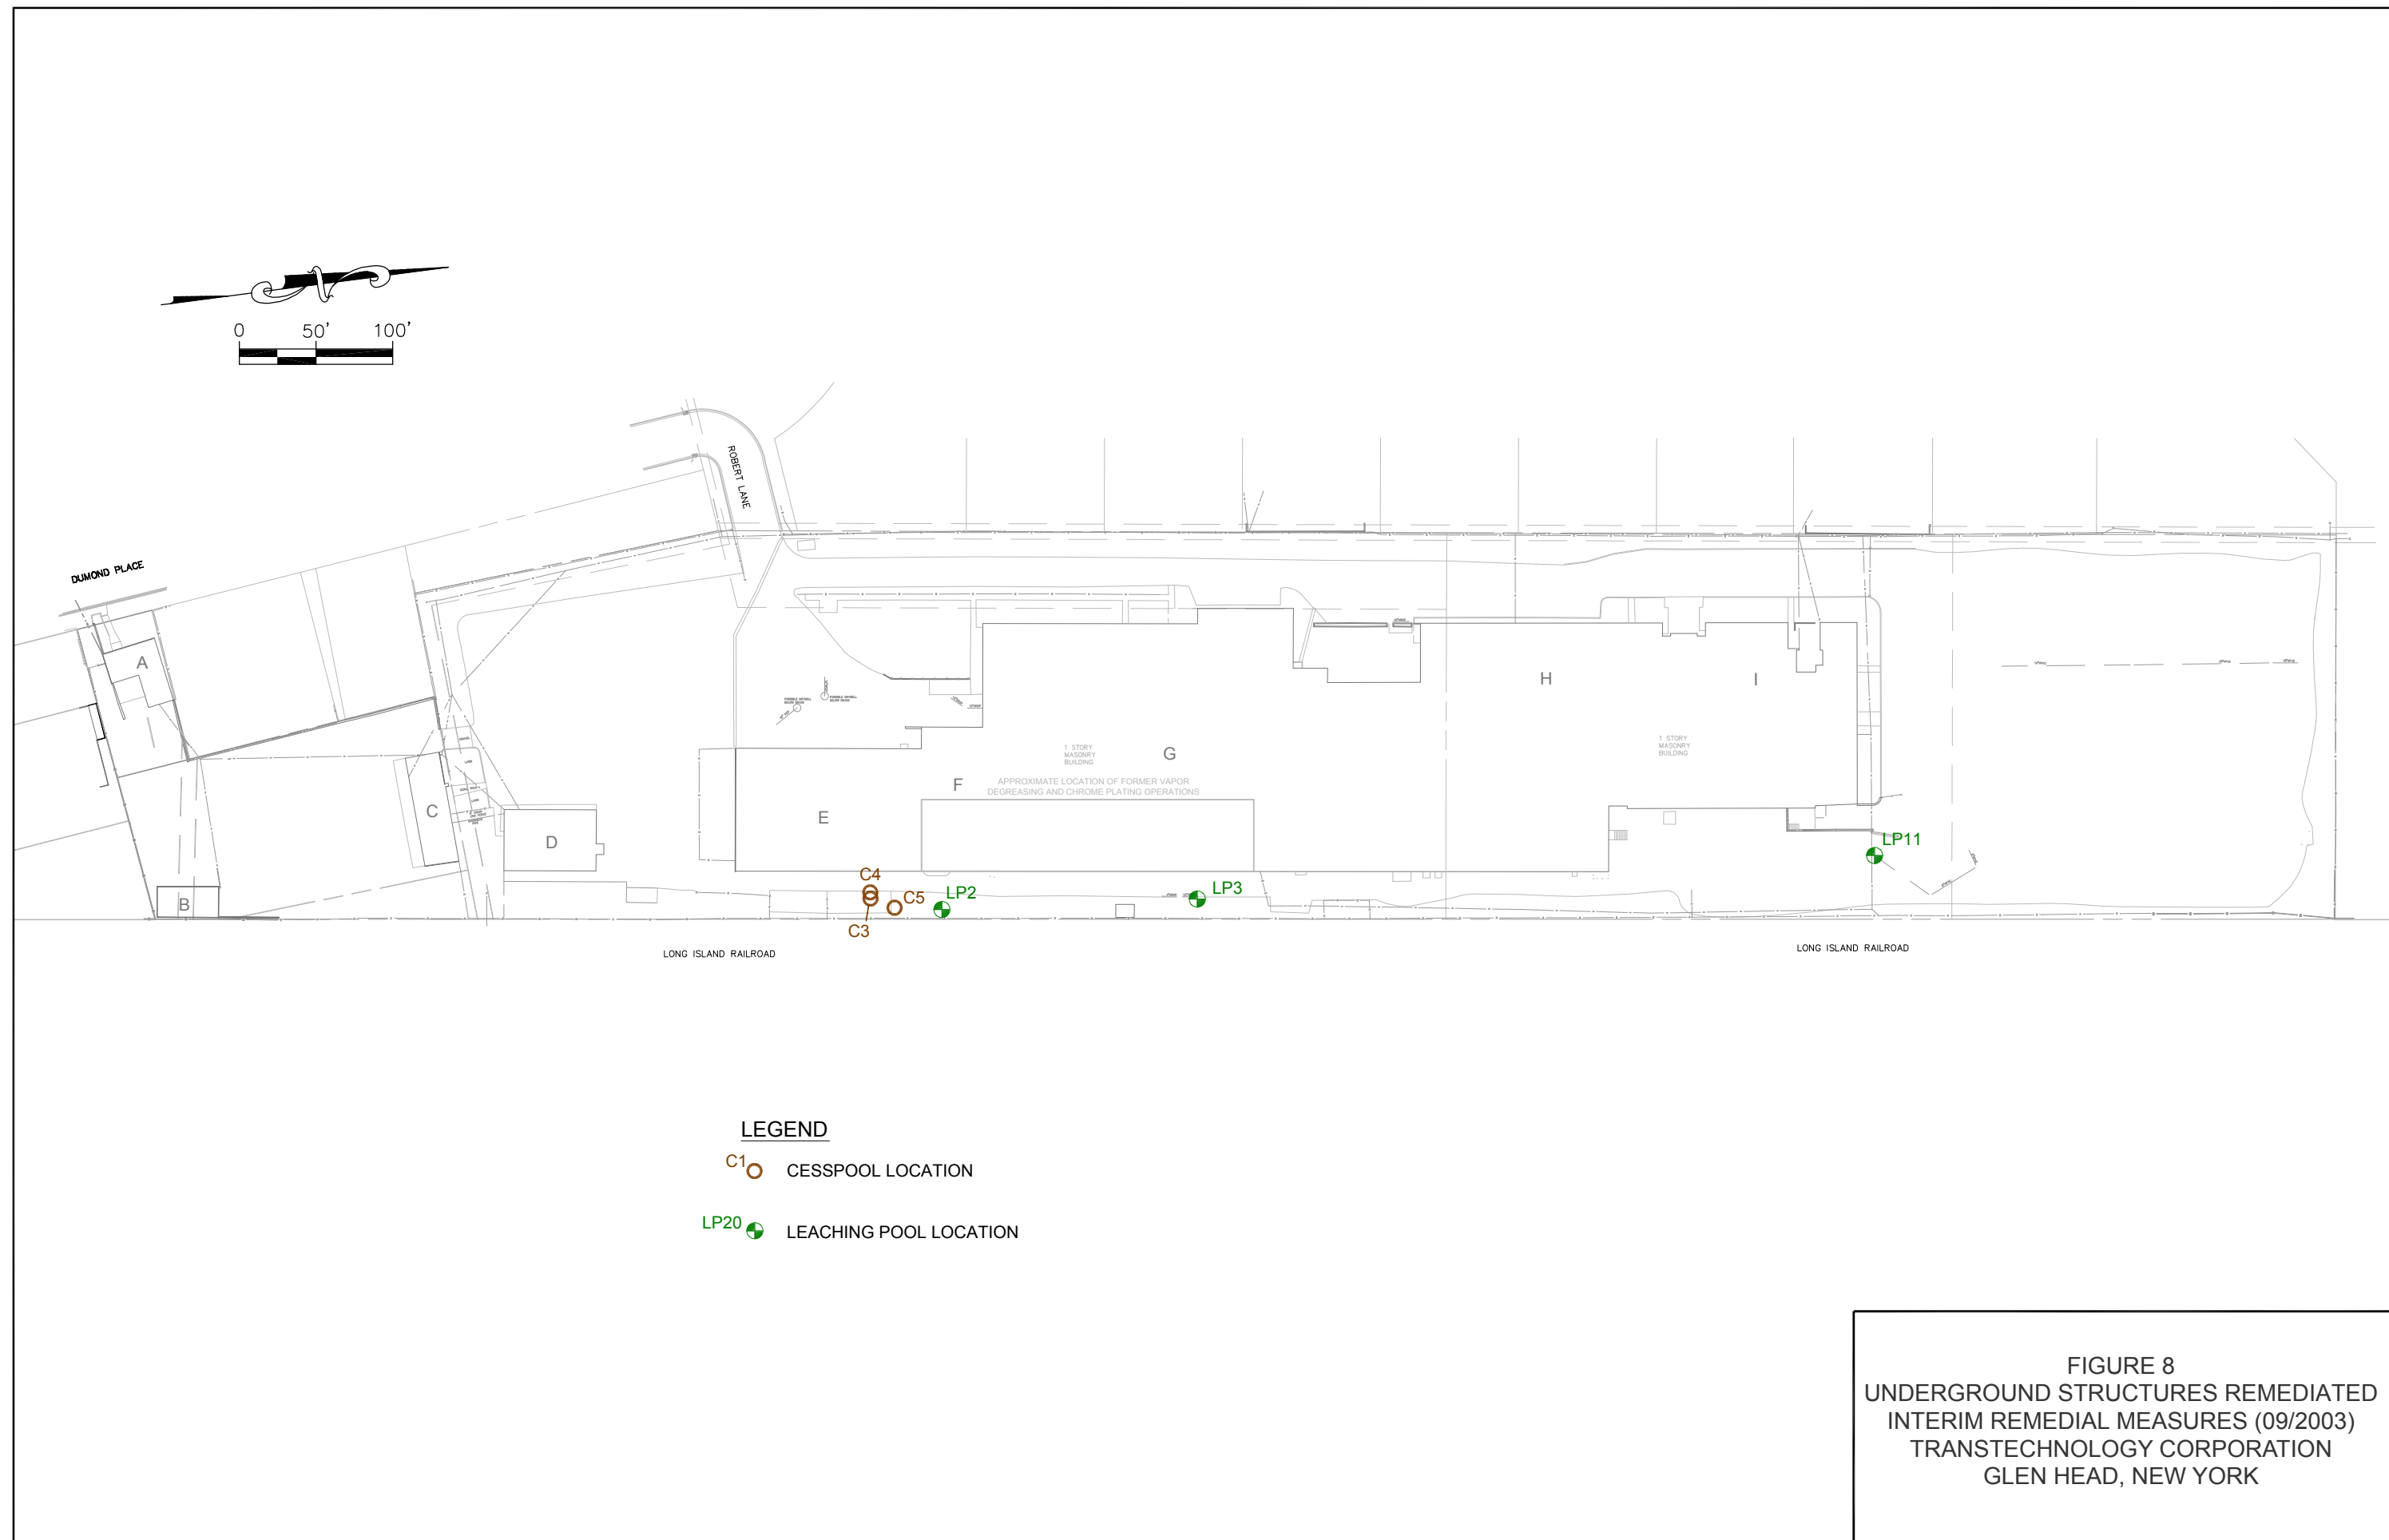 N
0 50' 100'
ROBERT LANE
DUMOND PLACE
A
B
C
D
E
F
G
H
I
1 STORY
MASONRY
BUILDING
APPROXIMATE LOCATION OF FORMER VAPOR
DEGREASING AND CHROME PLATING OPERATIONS
1 STORY
MASONRY
BUILDING
C4
C5
C3
LP2
LP3
LP11
LONG ISLAND RAILROAD
LONG ISLAND RAILROAD
LEGEND
C1 CESSPOOL LOCATION
LP20 LEACHING POOL LOCATION
FIGURE 8
UNDERGROUND STRUCTURES REMEDIATED
INTERIM REMEDIAL MEASURES (09/2003)
TRANSTECHNOLOGY CORPORATION
GLEN HEAD, NEW YORK